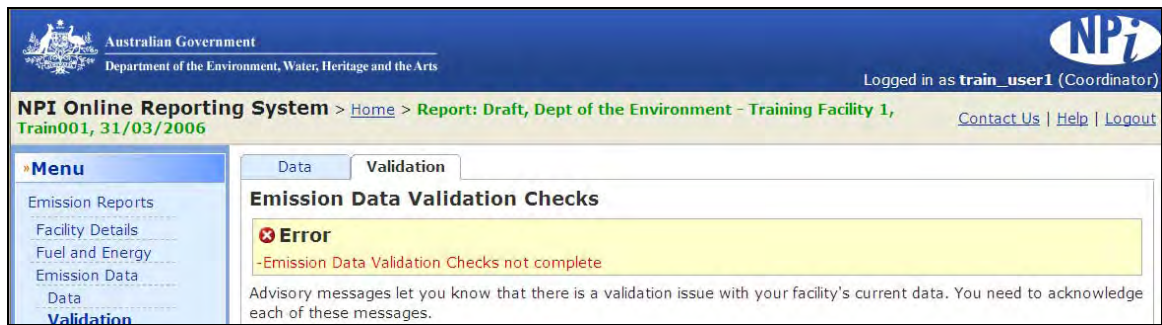 Australian Government
Department of the Environment, Water, Heritage and the Arts
NPi
Logged in as train_user1 (Coordinator)
NPI Online Reporting System > Home > Report: Draft, Dept of the Environment - Training Facility 1,
Train001, 31/03/2006
Contact Us | Help | Logout
»Menu
Emission Reports
Facility Details
Fuel and Energy
Emission Data
Data
Validation
Data
Validation
Emission Data Validation Checks
Error
-Emission Data Validation Checks not complete
Advisory messages let you know that there is a validation issue with your facility's current data. You need to acknowledge
each of these messages.